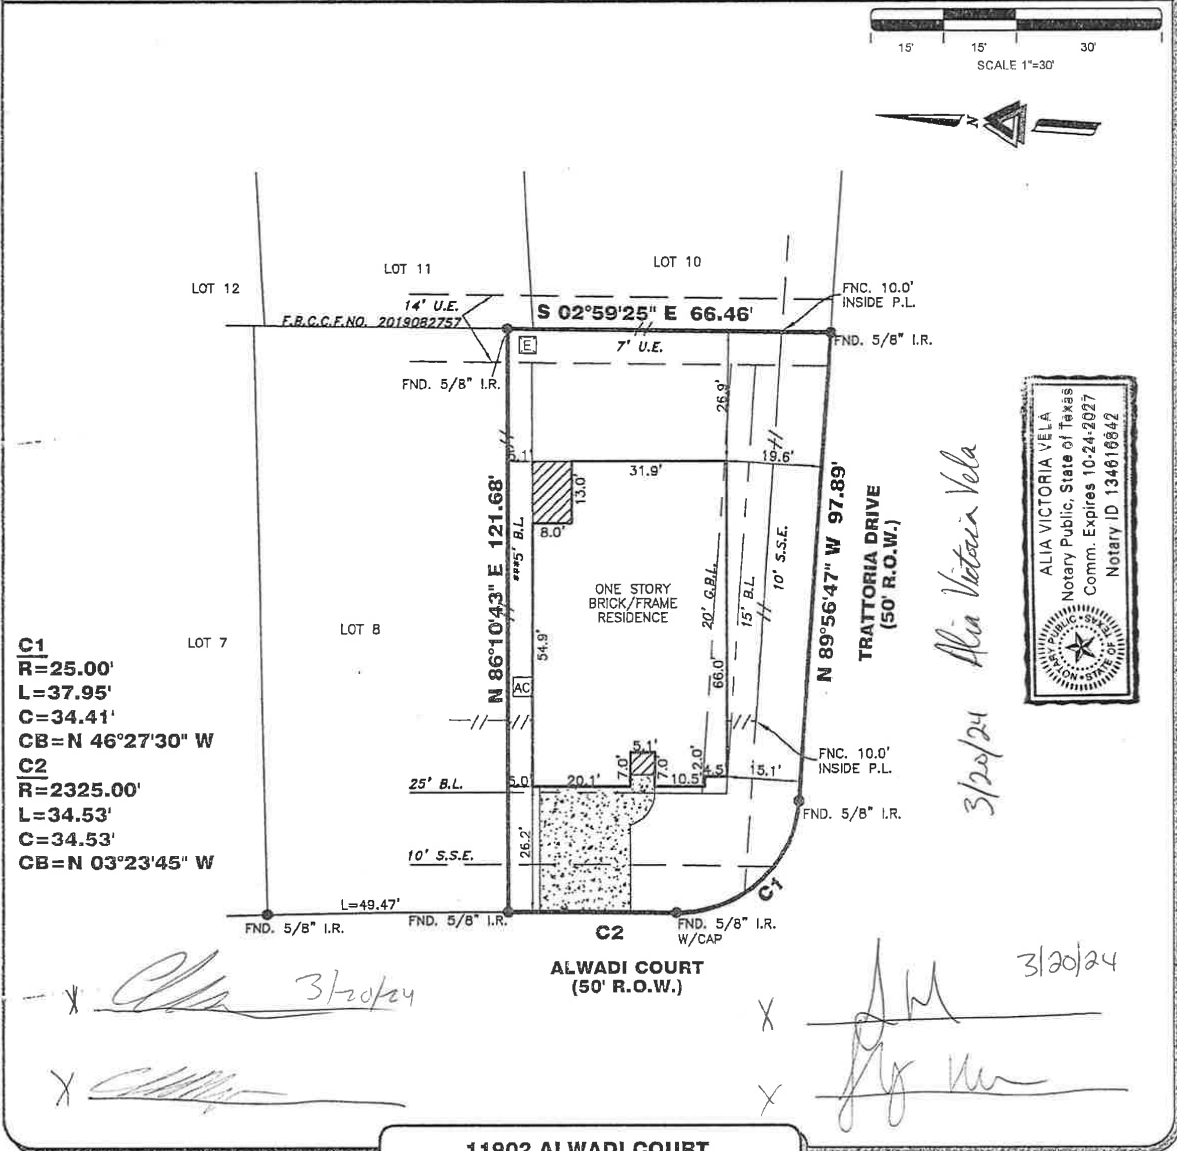 15' 15' 30'
SCALE 1"=30'
N
LOT 12
LOT 11
LOT 10
14' U.E.
F.B.C.C.F.NO. 2019082757
S 02°59'25" E 66.46'
FNC. 10.0'
INSIDE P.L.
FND. 5/8" I.R.
E
7' U.E.
FND. 5/8" I.R.
26.9'
5.1'
31.9'
19.6'
13.0'
8.0'
N 86°10'43" E 121.68'
***5' B.L.
ONE STORY
BRICK/FRAME
RESIDENCE
20' G.B.L.
15' B.L.
10' S.S.E.
N 89°56'47" W 97.89'
TRATTORIA DRIVE
(50' R.O.W.)
LOT 7
LOT 8
54.9'
66.0'
AC
C1
R=25.00'
L=37.95'
C=34.41'
CB=N 46°27'30" W
C2
R=2325.00'
L=34.53'
C=34.53'
CB=N 03°23'45" W
5.1'
7.0'
7.0'
2.0'
FNC. 10.0'
INSIDE P.L.
25' B.L.
5.0'
20.1'
10.5'
4.5'
15.1'
FND. 5/8" I.R.
10' S.S.E.
26.2'
C1
L=49.47'
FND. 5/8" I.R.
FND. 5/8" I.R.
C2
FND. 5/8" I.R.
W/CAP
ALWADI COURT
(50' R.O.W.)
ALIA VICTORIA VELA
Notary Public, State of Texas
Comm. Expires 10-24-2027
Notary ID 134616842
NOTARY PUBLIC
STATE OF TEXAS
3/20/24 Alia Victoria Vela
X 3/20/24
X 3/20/24
X
X
11902 ALWADI COURT